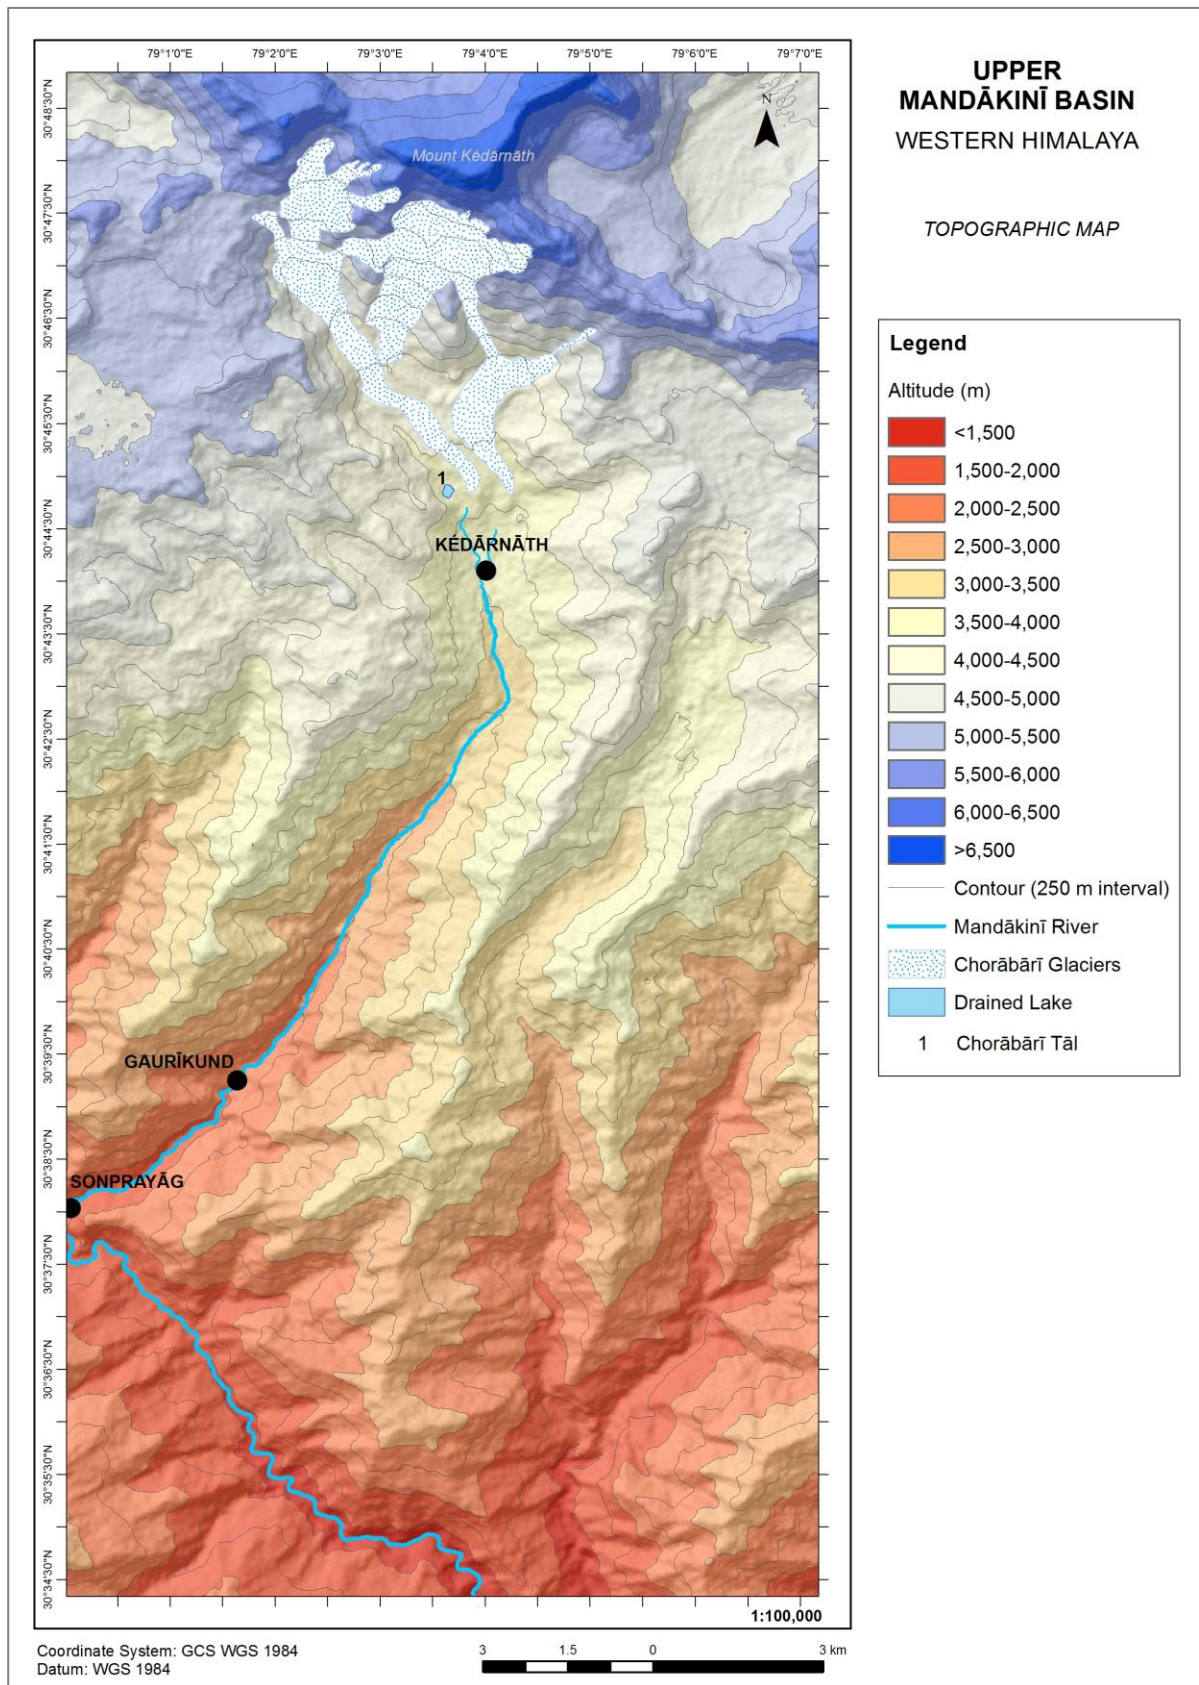 79°1'0"E 79°2'0"E 79°3'0"E 79°4'0"E 79°5'0"E 79°6'0"E 79°7'0"E
30°48'30"N
30°47'30"N
30°46'30"N
30°45'30"N
30°44'30"N
30°43'30"N
30°42'30"N
30°41'30"N
30°40'30"N
30°39'30"N
30°38'30"N
30°37'30"N
30°36'30"N
30°35'30"N
30°34'30"N
N
Mount Kédārnāth
1
KÉDĀRNĀTH
GAURĪKUND
SONPRAYĀG
1:100,000
Coordinate System: GCS WGS 1984
Datum: WGS 1984
3 1.5 0 3 km
UPPER
MANDĀKINĪ BASIN
WESTERN HIMALAYA
TOPOGRAPHIC MAP
Legend
Altitude (m)
<1,500
1,500-2,000
2,000-2,500
2,500-3,000
3,000-3,500
3,500-4,000
4,000-4,500
4,500-5,000
5,000-5,500
5,500-6,000
6,000-6,500
>6,500
Contour (250 m interval)
Mandākinī River
Chorābārī Glaciers
Drained Lake
1 Chorābārī Tāl